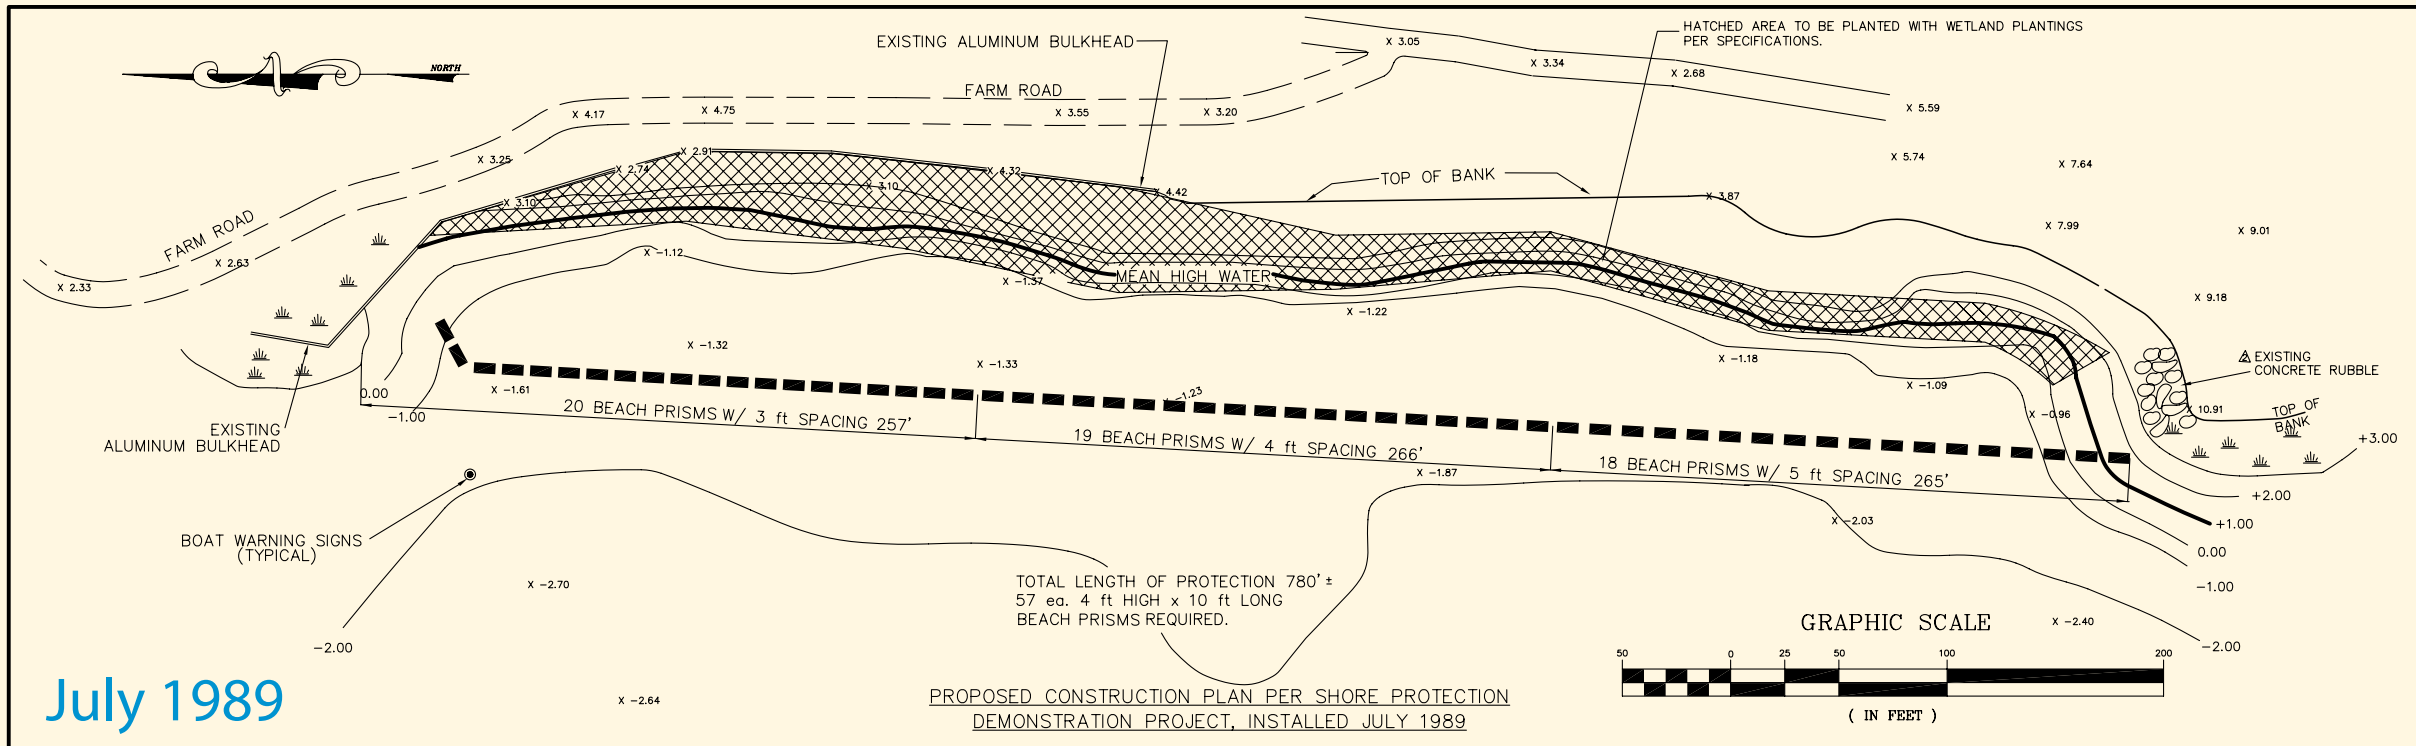 HATCHED AREA TO BE PLANTED WITH WETLAND PLANTINGS
PER SPECIFICATIONS.
EXISTING ALUMINUM BULKHEAD
X 3.05
X 3.34
X 2.68
NORTH
FARM ROAD
X 4.17
X 4.75
X 3.55
X 3.20
X 5.59
X 3.25
X 2.91
X 2.74
X 4.32
X 5.74
X 7.64
X 3.10
X 3.10
X 4.42
TOP OF BANK
X 3.87
FARM ROAD
X 7.99
X 9.01
X 2.63
X -1.12
MEAN HIGH WATER
X -1.37
X 2.33
X 9.18
X -1.22
X -1.32
X -1.33
X -1.18
2 EXISTING
CONCRETE RUBBLE
X -1.61
X -1.23
X -1.09
0.00
-1.00
20 BEACH PRISMS W/ 3 ft SPACING 257'
X -0.96
X 10.91
TOP OF
BANK
EXISTING
ALUMINUM BULKHEAD
19 BEACH PRISMS W/ 4 ft SPACING 266'
+3.00
18 BEACH PRISMS W/ 5 ft SPACING 265'
X -1.87
+2.00
X -2.03
+1.00
BOAT WARNING SIGNS
(TYPICAL)
0.00
X -2.70
TOTAL LENGTH OF PROTECTION 780'±
57 ea. 4 ft HIGH x 10 ft LONG
BEACH PRISMS REQUIRED.
-1.00
GRAPHIC SCALE
X -2.40
-2.00
-2.00
50 0 25 50 100 200
July 1989
X -2.64
PROPOSED CONSTRUCTION PLAN PER SHORE PROTECTION
DEMONSTRATION PROJECT, INSTALLED JULY 1989
( IN FEET )